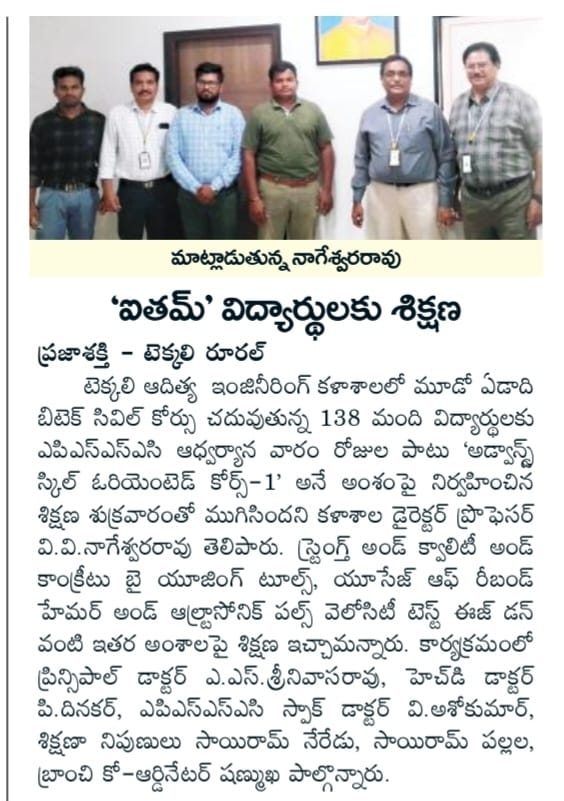 మాట్లాడుతున్న నాగేశ్వరరావు
‘ఐతమ్’ విద్యార్థులకు శిక్షణ
ప్రజాశక్తి - టెక్కలి రూరల్
టెక్కలి ఆదిత్య ఇంజినీరింగ్ కళాశాలలో మూడో ఏడాది
బిటెక్ సివిల్ కోర్సు చదువుతున్న 138 మంది విద్యార్థులకు
ఎపిఎస్ఎస్ఎసి ఆధ్వర్యాన వారం రోజుల పాటు ‘అడ్వాన్స్డ్
స్కిల్ ఓరియెంటెడ్ కోర్స్-1’ అనే అంశంపై నిర్వహించిన
శిక్షణ శుక్రవారంతో ముగిసిందని కళాశాల డైరెక్టర్ ప్రొఫెసర్
వి.వి.నాగేశ్వరరావు తెలిపారు. స్ట్రెంగ్త్ అండ్ క్వాలిటీ అండ్
కాంక్రీటు బై యూజింగ్ టూల్స్, యూసేజ్ ఆఫ్ రీబండ్
హేమర్ అండ్ ఆల్ట్రాసోనిక్ పల్స్ వెలోసిటీ టెస్ట్ ఈజ్ డన్
వంటి ఇతర అంశాలపై శిక్షణ ఇచ్చామన్నారు. కార్యక్రమంలో
ప్రిన్సిపాల్ డాక్టర్ ఎ.ఎస్.శ్రీనివాసరావు, హెచ్‌డి డాక్టర్
పి.దినకర్, ఎపిఎస్ఎస్ఎసి స్పాక్ డాక్టర్ వి.అశోకుమార్,
శిక్షణా నిపుణులు సాయిరామ్ నేరేడు, సాయిరామ్ పల్లల,
బ్రాంచి కో-ఆర్డినేటర్ షణ్ముఖ పాల్గొన్నారు.